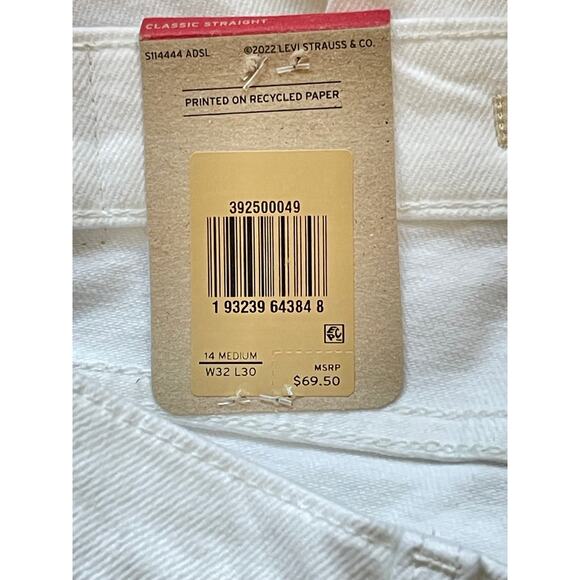 CLASSIC STRAIGHT
S114444 ADSL ©2022 LEVI STRAUSS & CO.
PRINTED ON RECYCLED PAPER
392500049
1 93239 64384 8
14 MEDIUM
W32 L30
MSRP
$69.50